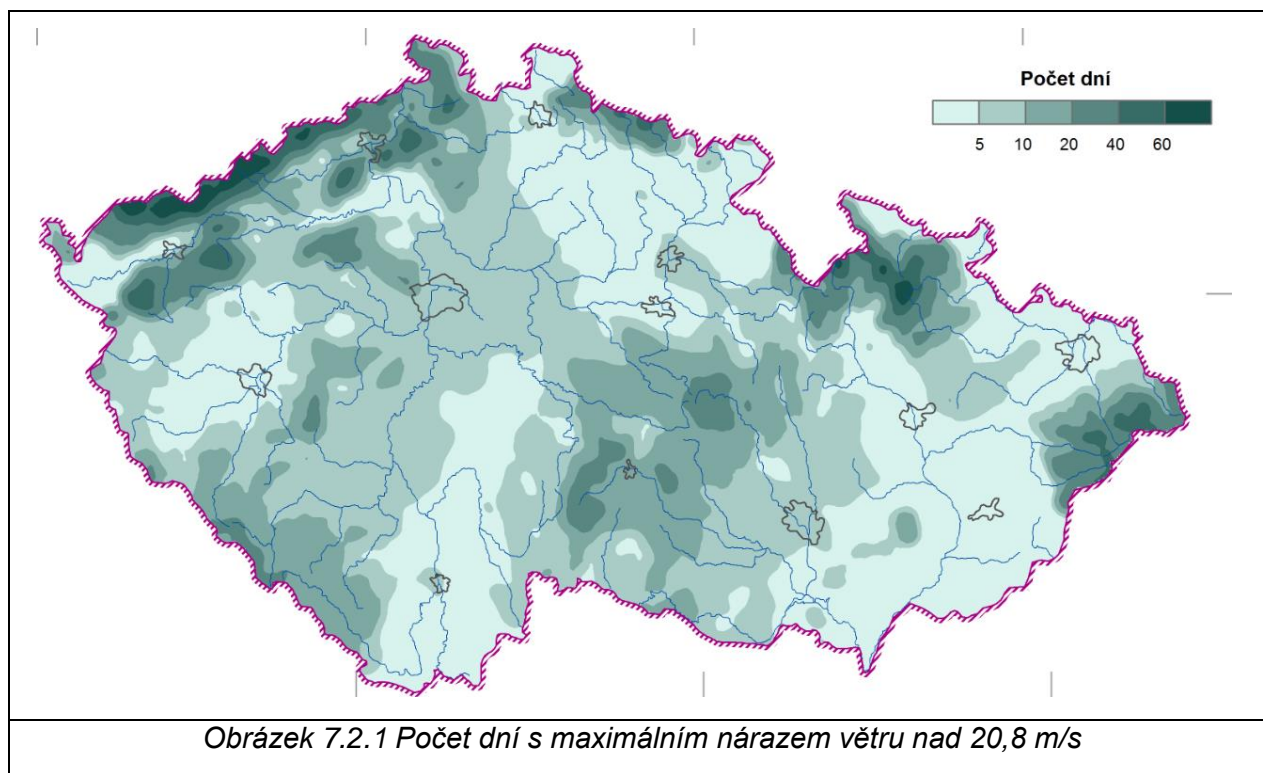 Počet dní
5 10 20 40 60
Obrázek 7.2.1 Počet dní s maximálním nárazem větru nad 20,8 m/s